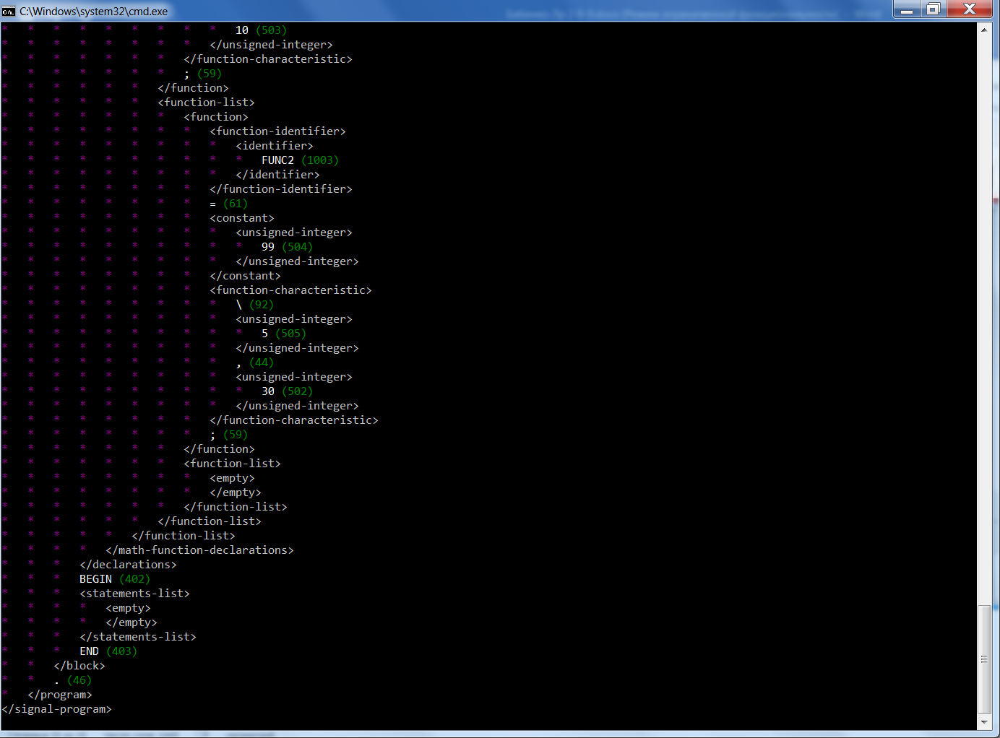 C:\Windows\system32\cmd.exe
* * * * * * * * * 10 (503)
* * * * * * * * </unsigned-integer>
* * * * * * * </function-characteristic>
* * * * * * * ; (59)
* * * * * * </function>
* * * * * * <function-list>
* * * * * * * <function>
* * * * * * * * <function-identifier>
* * * * * * * * * <identifier>
* * * * * * * * * * FUNC2 (1003)
* * * * * * * * * </identifier>
* * * * * * * * </function-identifier>
* * * * * * * * = (61)
* * * * * * * * <constant>
* * * * * * * * * <unsigned-integer>
* * * * * * * * * * 99 (504)
* * * * * * * * * </unsigned-integer>
* * * * * * * * </constant>
* * * * * * * * <function-characteristic>
* * * * * * * * * \ (92)
* * * * * * * * * <unsigned-integer>
* * * * * * * * * * 5 (505)
* * * * * * * * * </unsigned-integer>
* * * * * * * * * , (44)
* * * * * * * * * <unsigned-integer>
* * * * * * * * * * 30 (502)
* * * * * * * * * </unsigned-integer>
* * * * * * * * </function-characteristic>
* * * * * * * * ; (59)
* * * * * * * </function>
* * * * * * * <function-list>
* * * * * * * * <empty>
* * * * * * * * </empty>
* * * * * * * </function-list>
* * * * * * </function-list>
* * * * * </function-list>
* * * * </math-function-declarations>
* * * </declarations>
* * * BEGIN (402)
* * * <statements-list>
* * * * <empty>
* * * * </empty>
* * * </statements-list>
* * * END (403)
* * </block>
* * . (46)
* </program>
</signal-program>